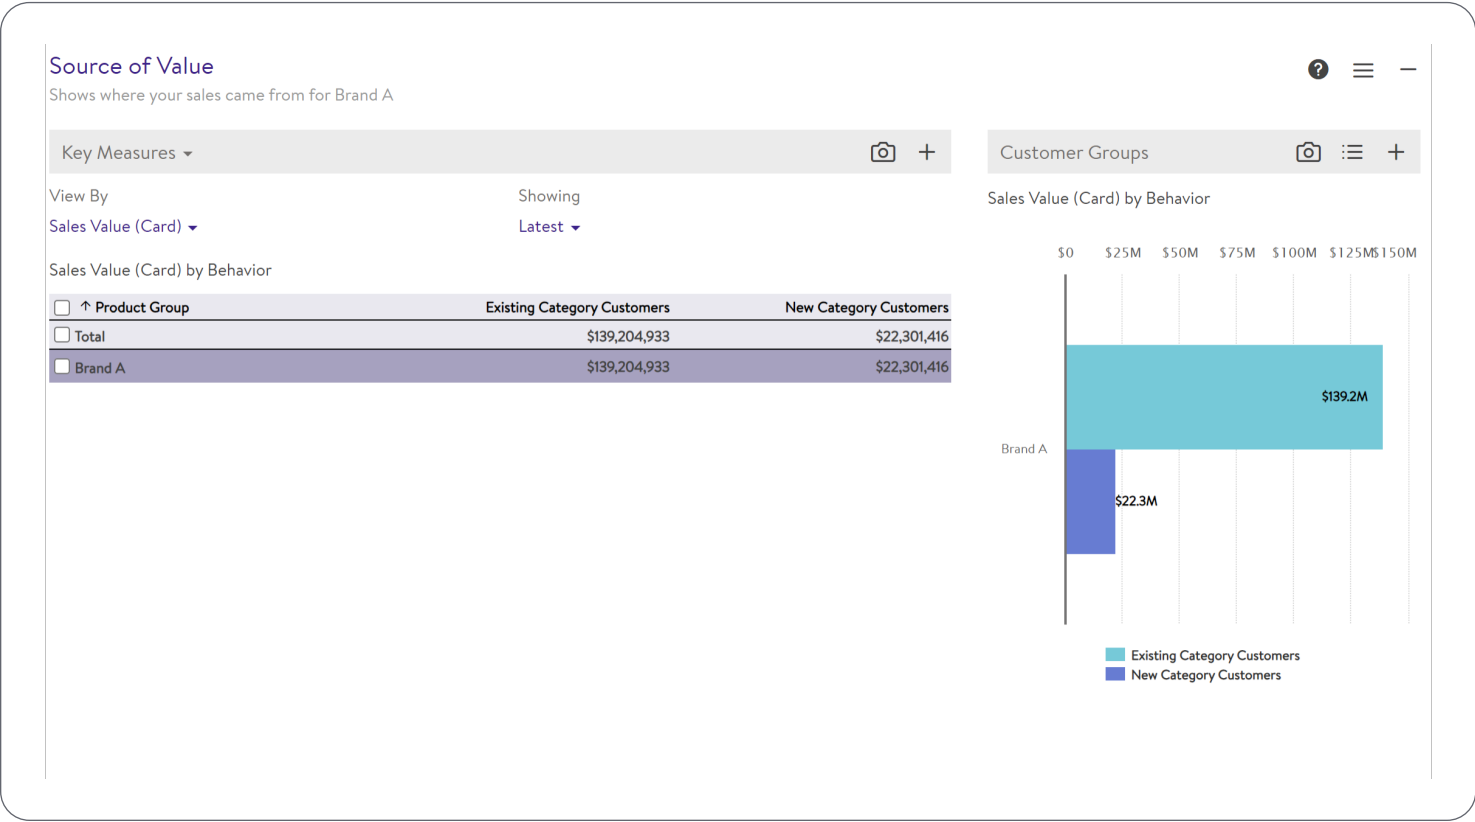 Source of Value
?
Shows where your sales came from for Brand A
Key Measures
View By
Showing
Sales Value (Card)
Latest
Sales Value (Card) by Behavior
↑ Product Group Existing Category Customers New Category Customers
Total $139,204,933 $22,301,416
Brand A $139,204,933 $22,301,416
Customer Groups
Sales Value (Card) by Behavior
$0 $25M $50M $75M $100M $125M $150M
$139.2M
Brand A
$22.3M
Existing Category Customers
New Category Customers